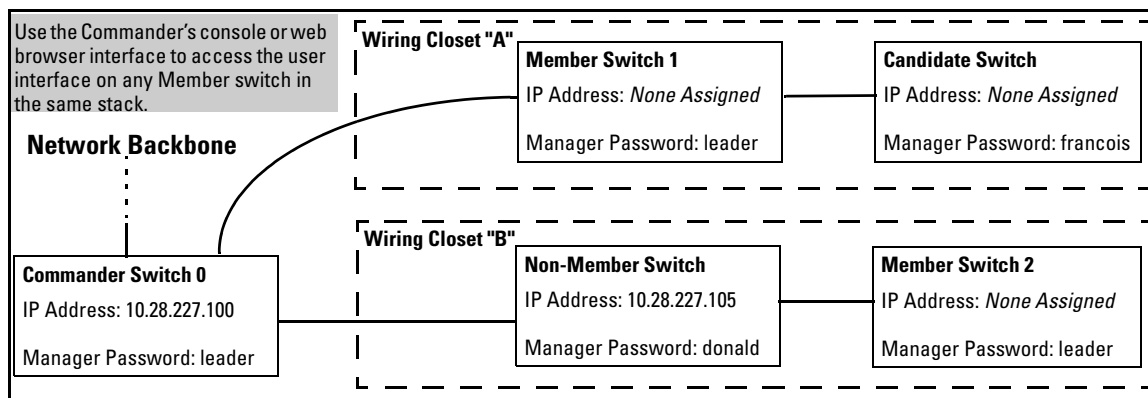 Use the Commander's console or web
browser interface to access the user
interface on any Member switch in
the same stack.
Network Backbone
Commander Switch 0
IP Address: 10.28.227.100
Manager Password: leader
Wiring Closet "A"
Member Switch 1
IP Address: None Assigned
Manager Password: leader
Candidate Switch
IP Address: None Assigned
Manager Password: francois
Wiring Closet "B"
Non-Member Switch
IP Address: 10.28.227.105
Manager Password: donald
Member Switch 2
IP Address: None Assigned
Manager Password: leader